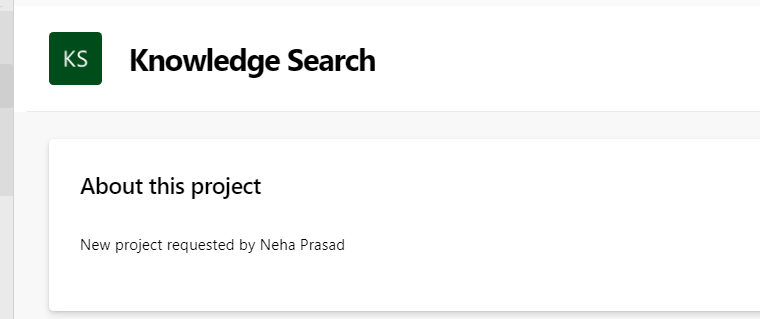 KS
Knowledge Search
About this project
New project requested by Neha Prasad